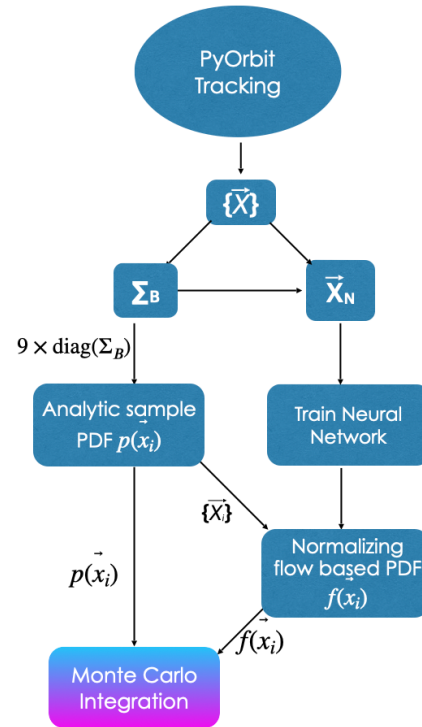 PyOrbit
Tracking
{X⃗}
Σ_B
X⃗_N
9 × diag(Σ_B)
Analytic sample
PDF p(x⃗_i)
Train Neural
Network
{X⃗_i}
Normalizing
flow based PDF
f(x⃗_i)
p(x⃗_i)
f(x⃗_i)
Monte Carlo
Integration